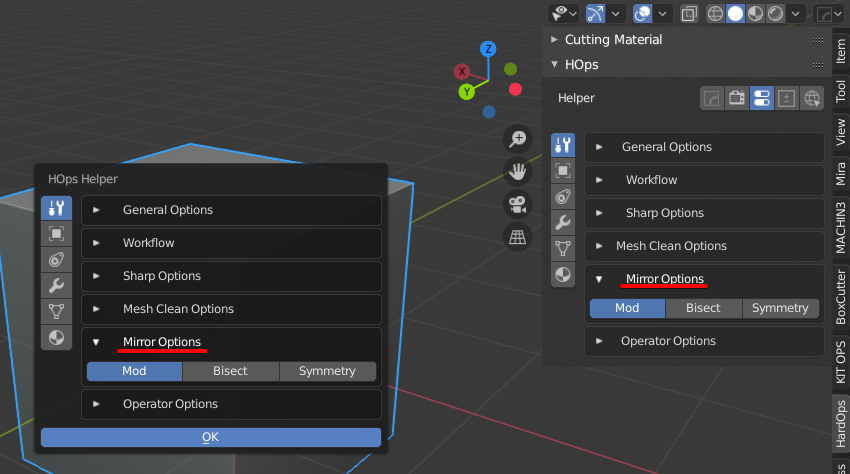 Z
X
Y
HOps Helper
General Options
Workflow
Sharp Options
Mesh Clean Options
Mirror Options
Mod Bisect Symmetry
Operator Options
OK
Cutting Material
HOps
Helper
General Options
Workflow
Sharp Options
Mesh Clean Options
Mirror Options
Mod Bisect Symmetry
Operator Options
Item
Tool
View
Mira
MACHIN3
BoxCutter
KIT OPS
HardOps